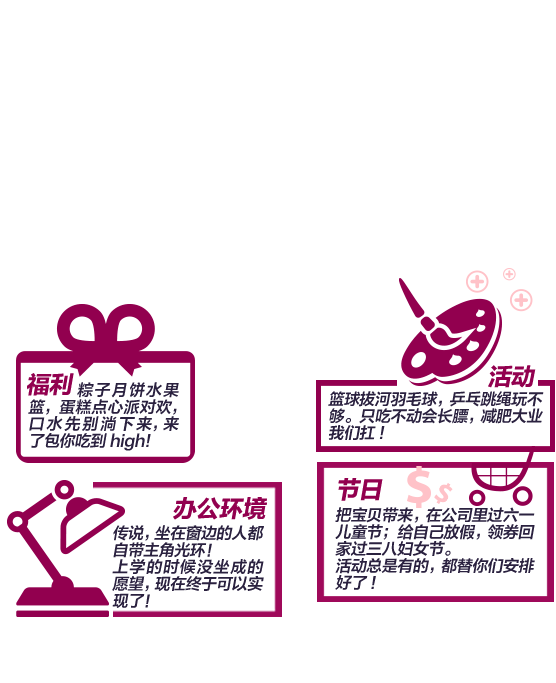 福利 粽子月饼水果
篮，蛋糕点心派对欢，
口水先别淌下来，来
了包你吃到 high!
活动
篮球拔河羽毛球，乒乓跳绳玩不
够。只吃不动会长膘，减肥大业
我们扛！
办公环境
传说，坐在窗边的人都
自带主角光环！
上学的时候没坐成的
愿望，现在终于可以实
现了！
节日
把宝贝带来，在公司里过六一
儿童节；给自己放假，领券回
家过三八妇女节。
活动总是有的，都替你们安排
好了！